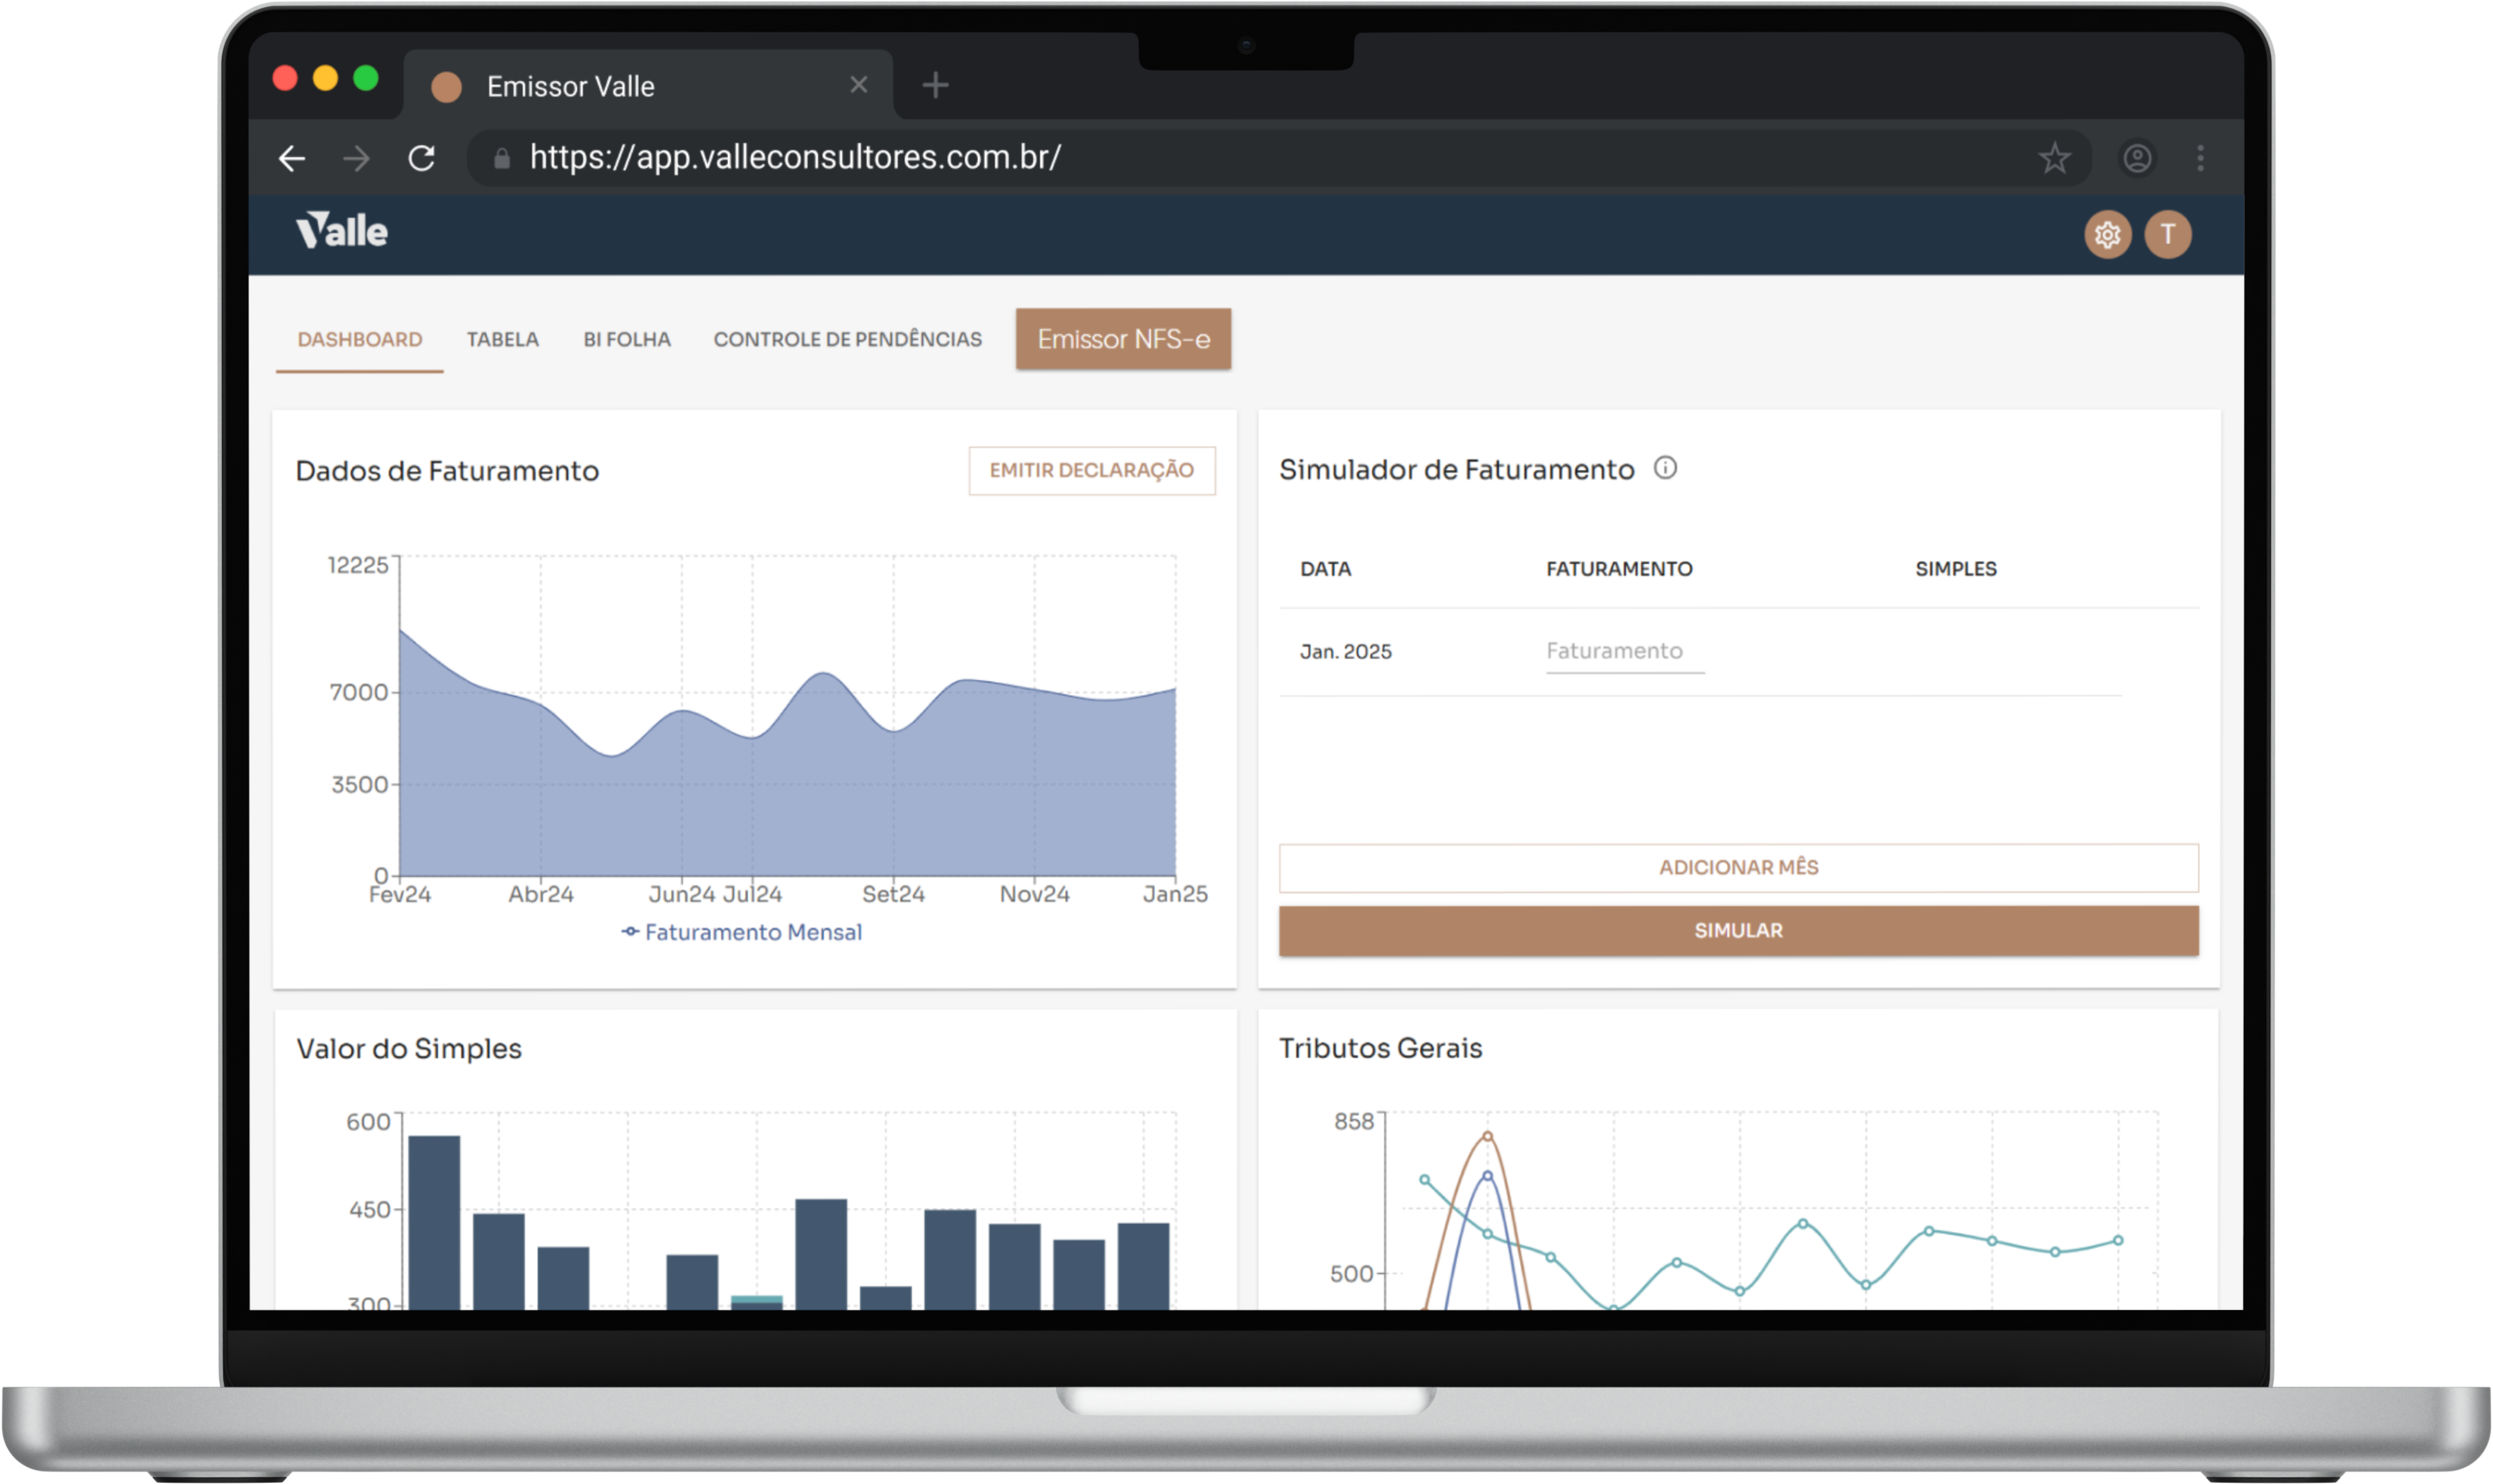 Emissor Valle
https://app.valleconsultores.com.br/
Valle
T
DASHBOARD TABELA BI FOLHA CONTROLE DE PENDÊNCIAS Emissor NFS-e
Dados de Faturamento
EMITIR DECLARAÇÃO
12225
7000
3500
0
Fev24 Abr24 Jun24 Jul24 Set24 Nov24 Jan25
Faturamento Mensal
Simulador de Faturamento
DATA FATURAMENTO SIMPLES
Jan. 2025 Faturamento
ADICIONAR MÊS
SIMULAR
Valor do Simples
600
450
300
Tributos Gerais
858
500